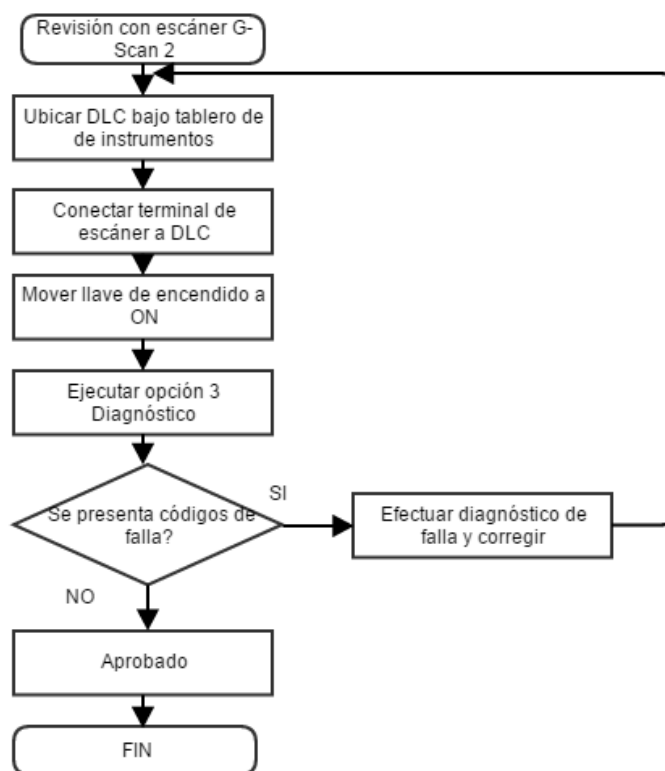 Revisión con escáner G-
Scan 2
Ubicar DLC bajo tablero de
de instrumentos
Conectar terminal de
escáner a DLC
Mover llave de encendido a
ON
Ejecutar opción 3
Diagnóstico
Se presenta códigos de
falla?
SI
Efectuar diagnóstico de
falla y corregir
NO
Aprobado
FIN